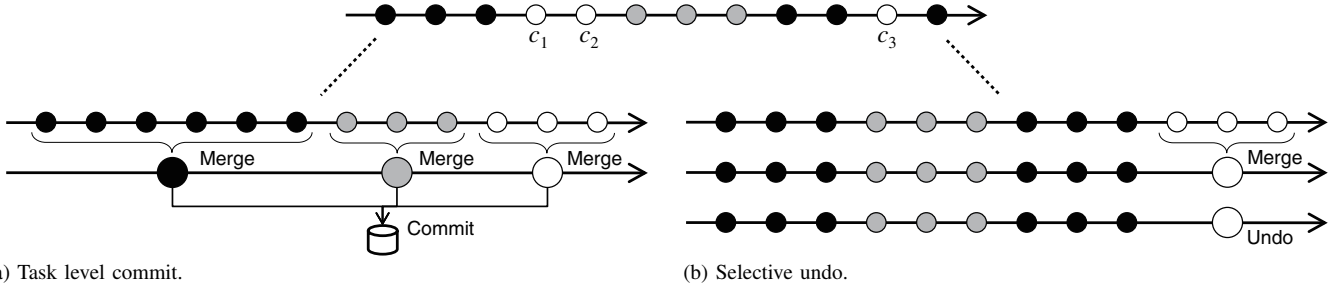 c1 c2 c3
Merge Merge Merge
Commit
Merge
Undo
) Task level commit.
(b) Selective undo.